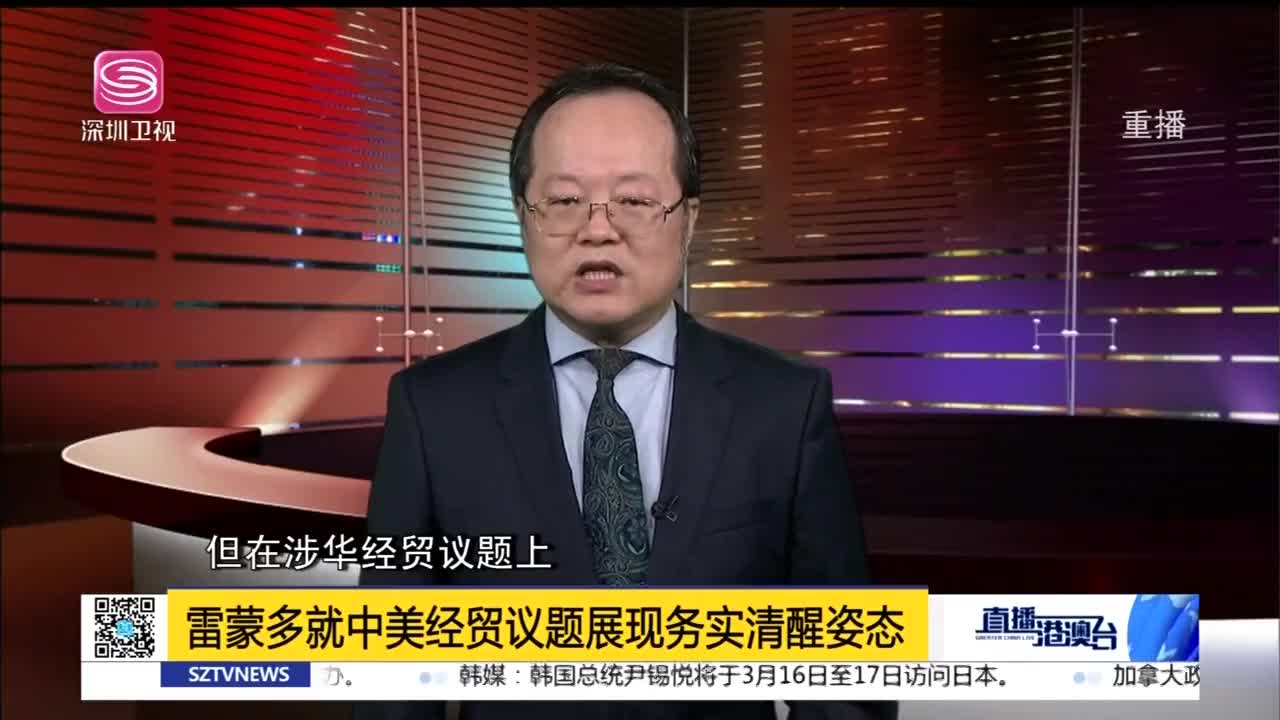 深圳卫视
重播
但在涉华经贸议题上
雷蒙多就中美经贸议题展现务实清醒姿态
直播港澳台
GREATER CHINA LIVE
SZTVNEWS
办。 韩媒：韩国总统尹锡悦将于3月16日至17日访问日本。 加拿大政